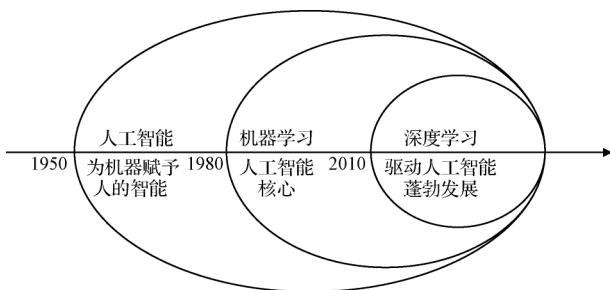 人工智能 机器学习 深度学习
1950 为机器赋予 1980 人工智能 2010 驱动人工智能
人的智能 核心 蓬勃发展